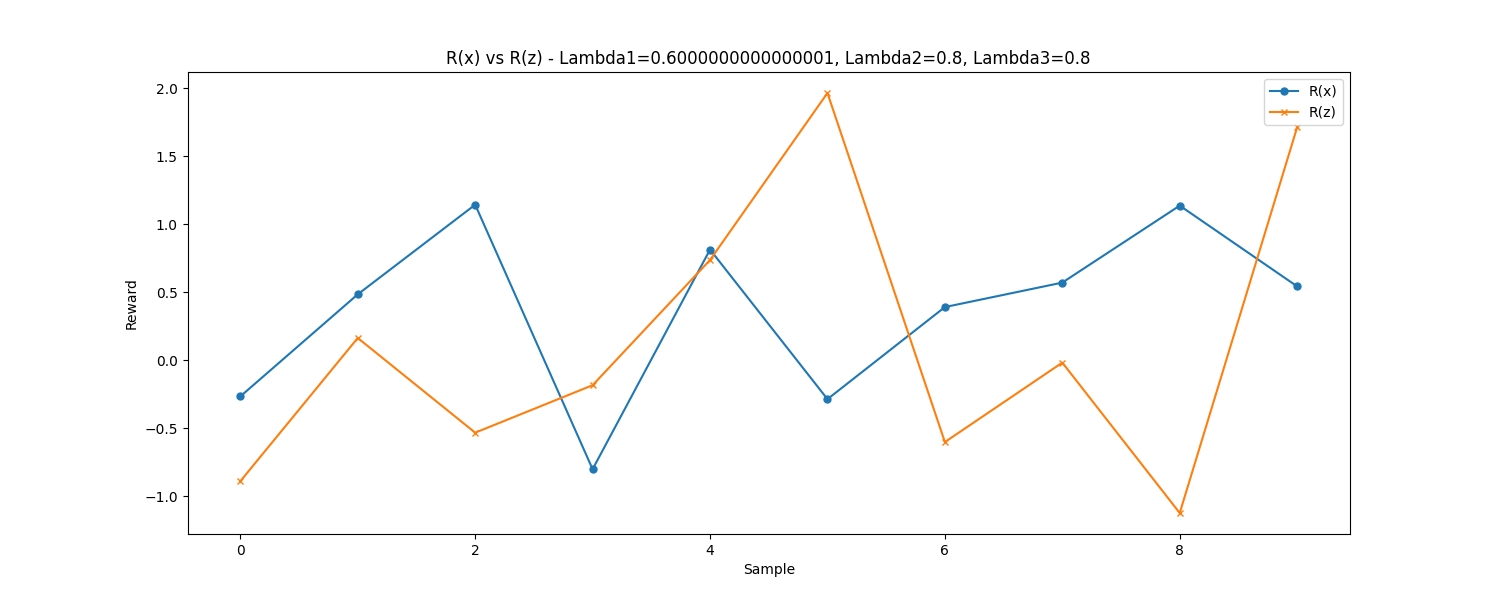 R(x) vs R(z) - Lambda1=0.6000000000000001, Lambda2=0.8, Lambda3=0.8
R(x)
R(z)
2.0
1.5
1.0
0.5
0.0
−0.5
−1.0
Reward
0 2 4 6 8
Sample